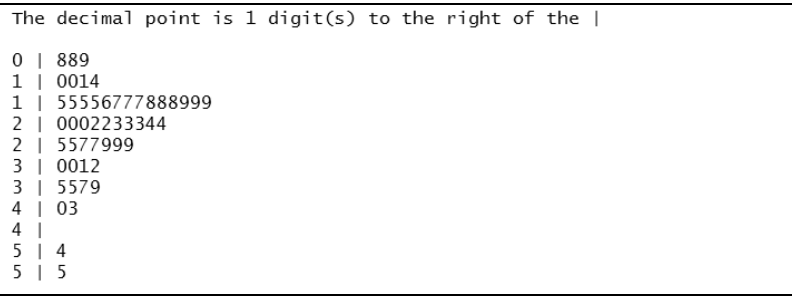 The decimal point is 1 digit(s) to the right of the |
0 | 889
1 | 0014
1 | 55556777888999
2 | 0002233344
2 | 5577999
3 | 0012
3 | 5579
4 | 03
4 |
5 | 4
5 | 5